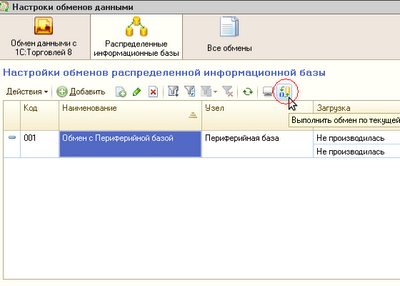 Настроки обменов данными
Обмен данными с
1С:Торговлей 8
Распределенные
информационные базы
Все обмены
Настройки обменов распределенной информационной базы
Действия
Добавить
Код
Наименование
Узел
Загрузка
Выполнить обмен по текущей
001
Обмен с Периферийной базой
Периферийная база
Не производилась
Не производилась